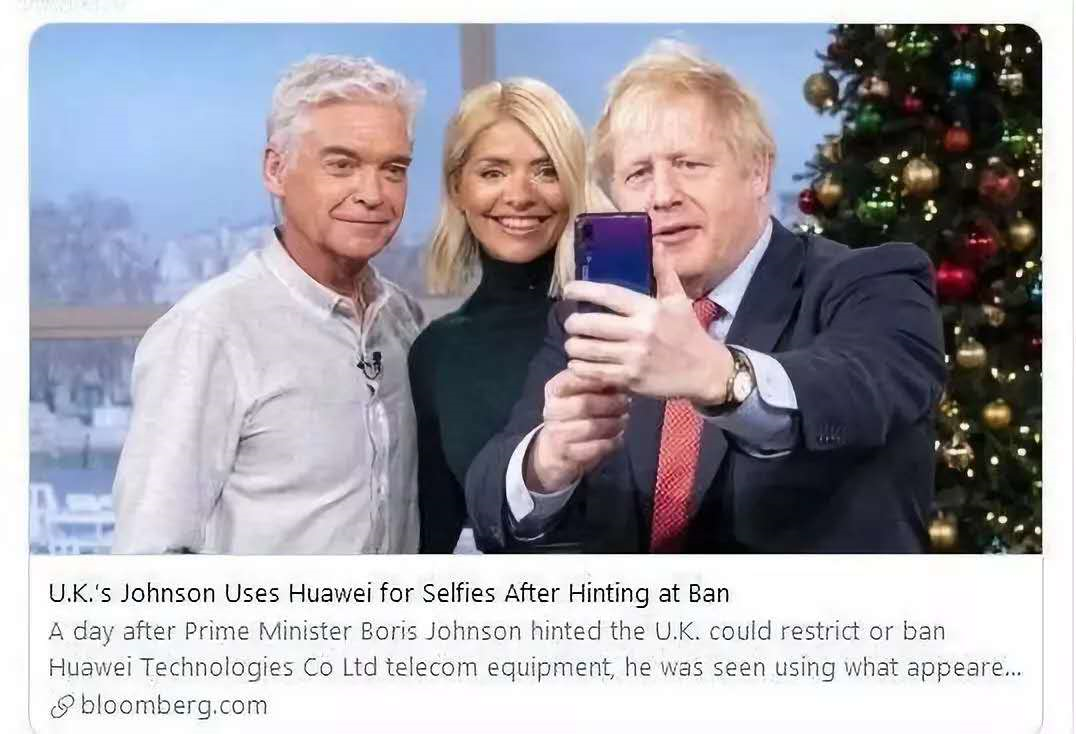 U.K.'s Johnson Uses Huawei for Selfies After Hinting at Ban
A day after Prime Minister Boris Johnson hinted the U.K. could restrict or ban
Huawei Technologies Co Ltd telecom equipment, he was seen using what appeare...
bloomberg.com